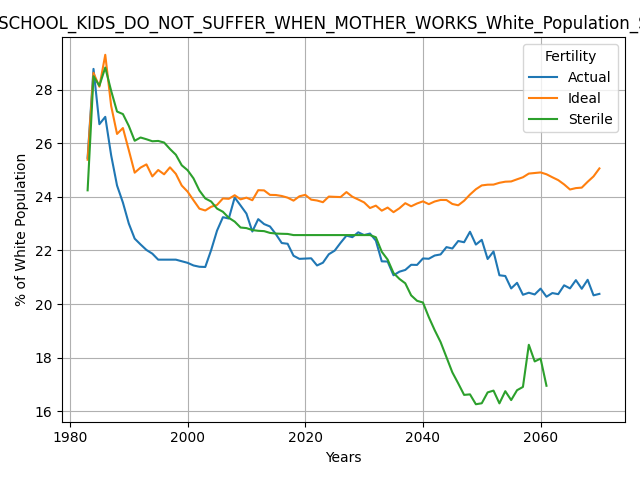 SCHOOL_KIDS_DO_NOT_SUFFER_WHEN_MOTHER_WORKS_White_Population_
Fertility
Actual
Ideal
Sterile
% of White Population
28
26
24
22
20
18
16
1980
2000
2020
2040
2060
Years